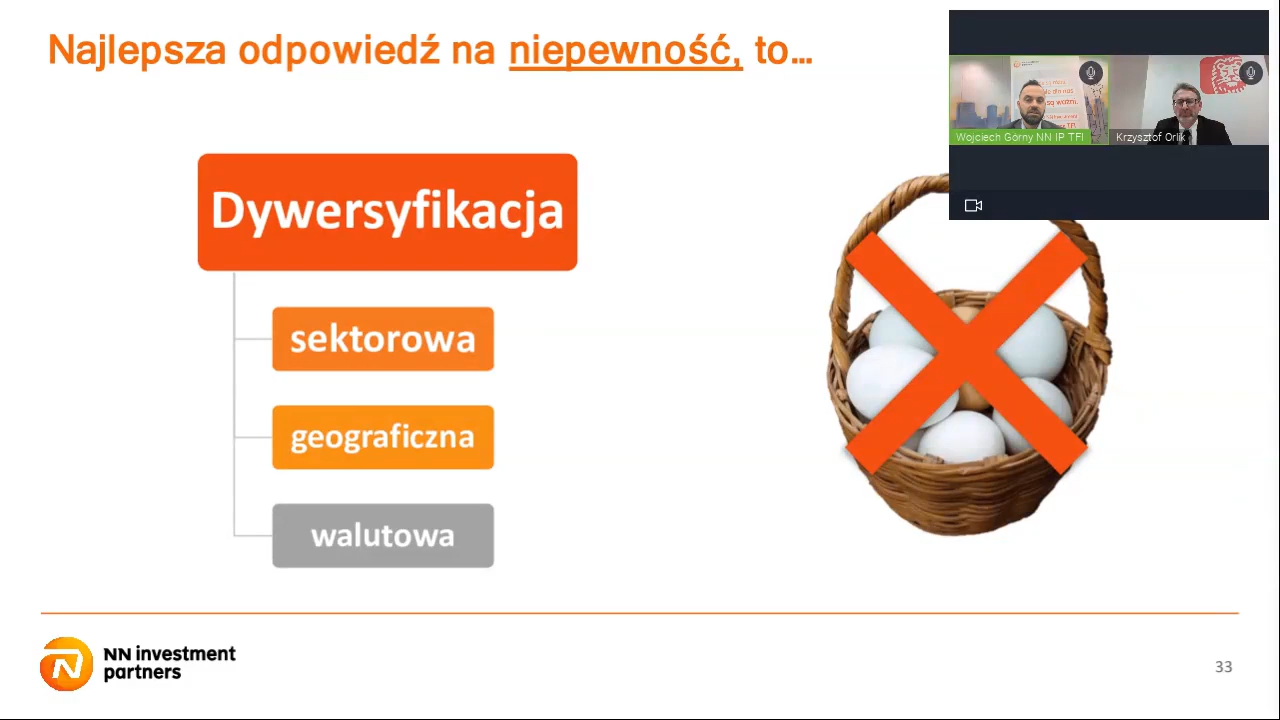 Najlepsza odpowiedź na niepewność, to...
Wojciech Górny NN IP TFI
Krzysztof Orlik
Dywersyfikacja
sektorowa
geograficzna
walutowa
NN investment
partners
33